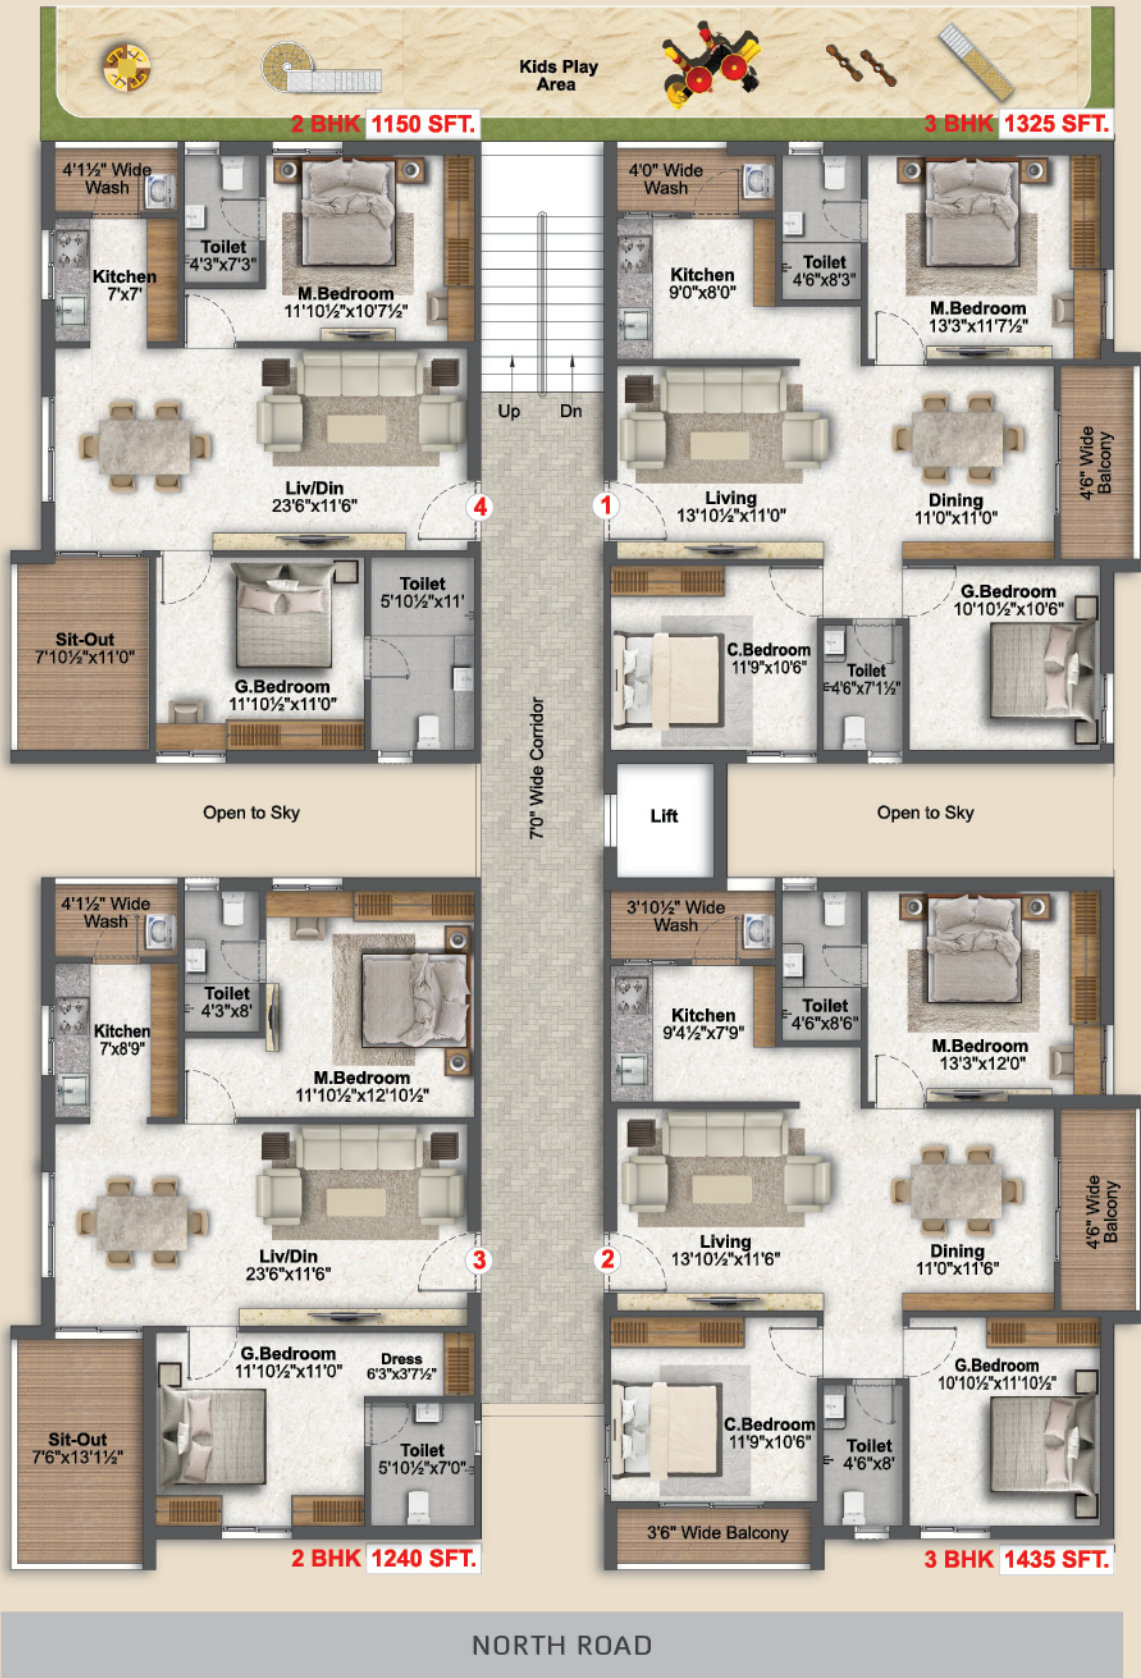 Kids Play
Area
2 BHK 1150 SFT.
3 BHK 1325 SFT.
4'1½" Wide
Wash
Toilet
4'3"x7'3"
Kitchen
7'x7'
M.Bedroom
11'10½"x10'7½"
Liv/Din
23'6"x11'6"
4
Sit-Out
7'10½"x11'0"
G.Bedroom
11'10½"x11'0"
Toilet
5'10½"x11'
Up
Dn
4'0" Wide
Wash
Toilet
4'6"x8'3"
Kitchen
9'0"x8'0"
M.Bedroom
13'3"x11'7½"
1
Living
13'10½"x11'0"
Dining
11'0"x11'0"
4'6" Wide
Balcony
C.Bedroom
11'9"x10'6"
Toilet
4'6"x7'1½"
G.Bedroom
10'10½"x10'6"
7'0" Wide Corridor
Open to Sky
Lift
Open to Sky
4'1½" Wide
Wash
Toilet
4'3"x8'
Kitchen
7'x8'9"
M.Bedroom
11'10½"x12'10½"
Liv/Din
23'6"x11'6"
3
G.Bedroom
11'10½"x11'0"
Dress
6'3"x3'7½"
Sit-Out
7'6"x13'1½"
Toilet
5'10½"x7'0"
3'10½" Wide
Wash
Toilet
4'6"x8'6"
Kitchen
9'4½"x7'9"
M.Bedroom
13'3"x12'0"
2
Living
13'10½"x11'6"
Dining
11'0"x11'6"
4'6" Wide
Balcony
C.Bedroom
11'9"x10'6"
Toilet
4'6"x8'
G.Bedroom
10'10½"x11'10½"
3'6" Wide Balcony
2 BHK 1240 SFT.
3 BHK 1435 SFT.
NORTH ROAD